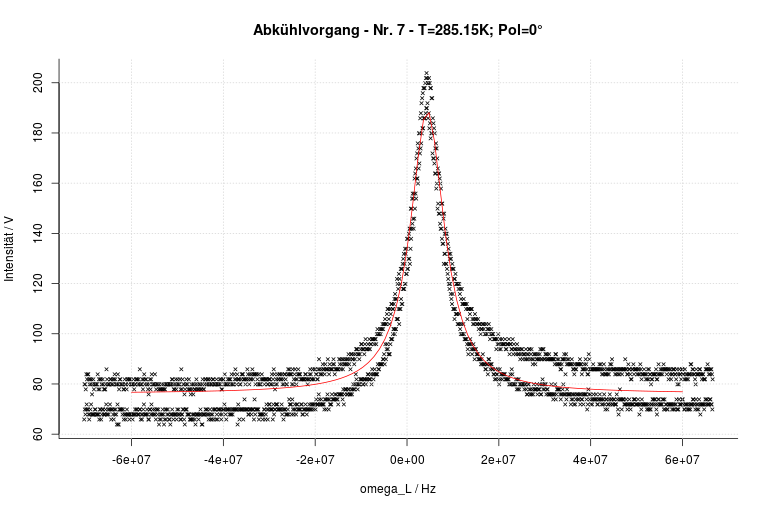 Abkühlvorgang - Nr. 7 - T=285.15K; Pol=0°
Intensität / V
200
180
160
140
120
100
80
60
-6e+07 -4e+07 -2e+07 0e+00 2e+07 4e+07 6e+07
omega_L / Hz